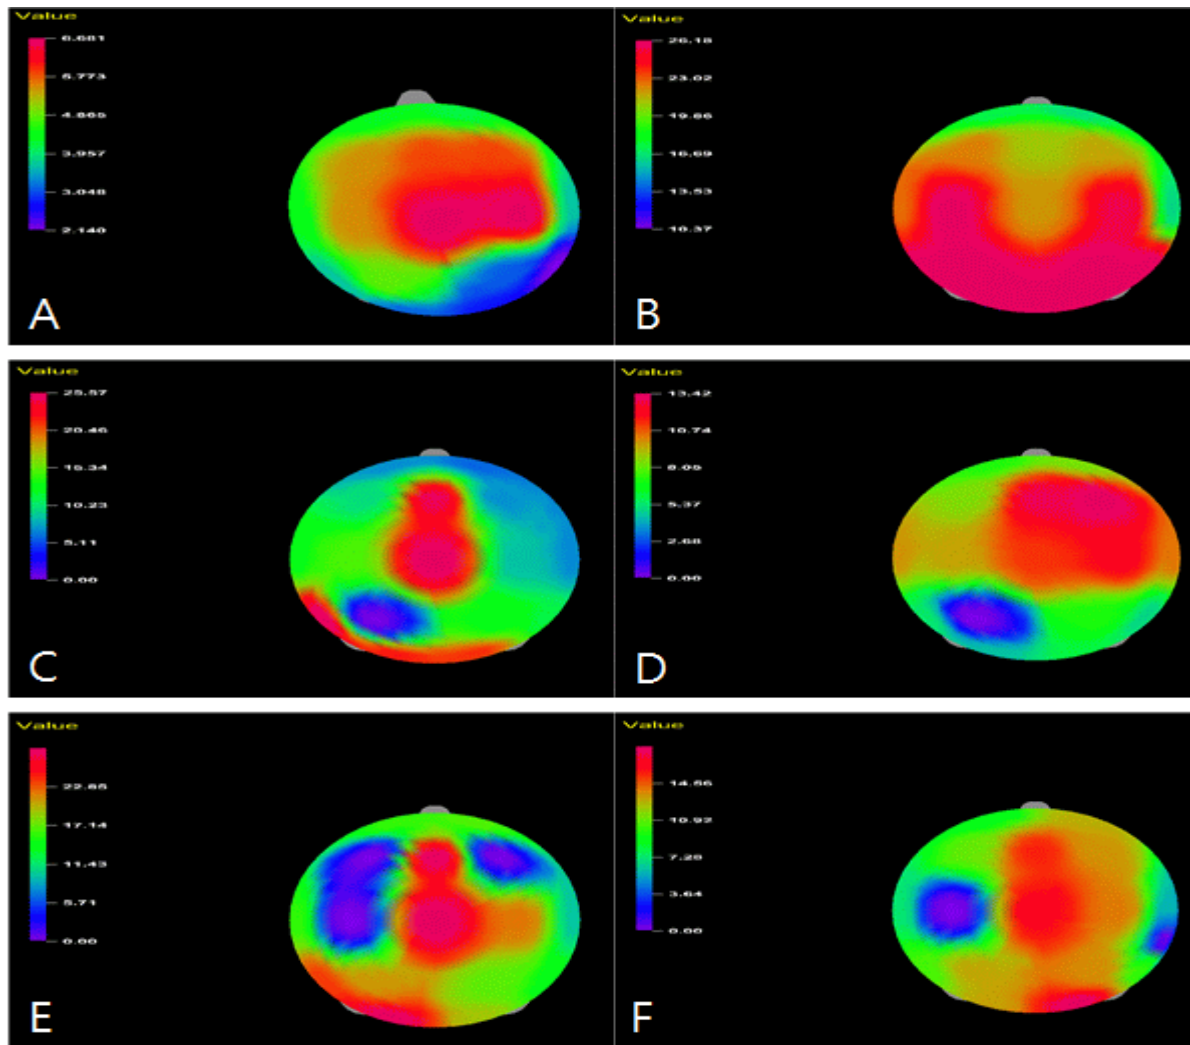 Value
6.681
5.773
4.865
3.957
3.048
2.140
A
Value
26.18
23.02
19.86
16.69
13.53
10.37
B
Value
25.57
20.46
15.34
10.23
5.11
0.00
C
Value
13.42
10.74
8.05
5.37
2.68
0.00
D
Value
22.85
17.14
11.43
5.71
0.00
E
Value
14.56
10.92
7.28
3.64
0.00
F